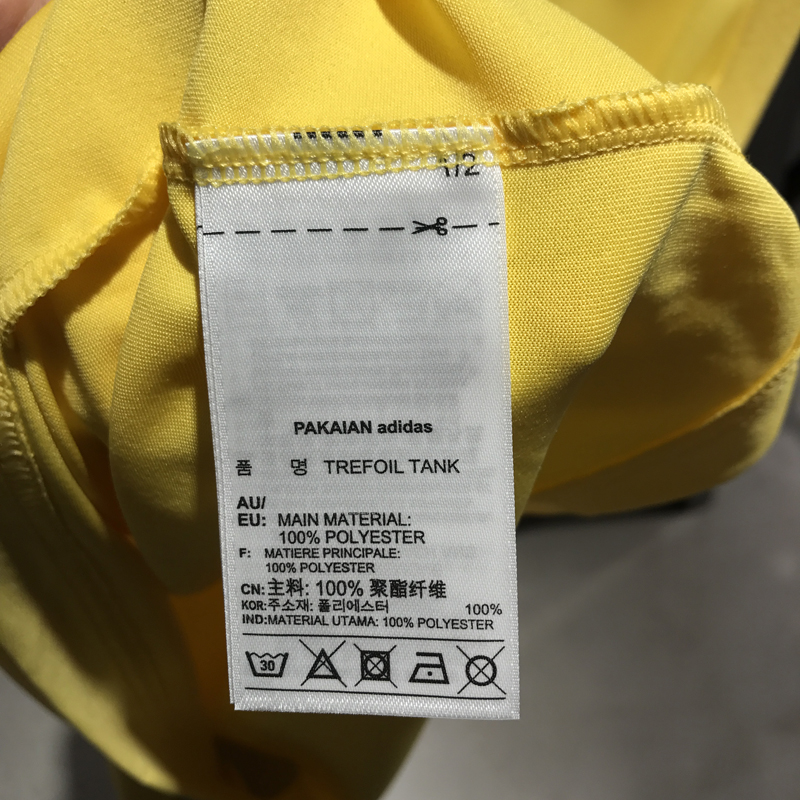 1/2
PAKAIAN adidas
품 명 TREFOIL TANK
AU/
EU: MAIN MATERIAL:
100% POLYESTER
F: MATIERE PRINCIPALE:
100% POLYESTER
CN:主料: 100% 聚酯纤维
KOR:주소재: 폴리에스터 100%
IND:MATERIAL UTAMA: 100% POLYESTER
30